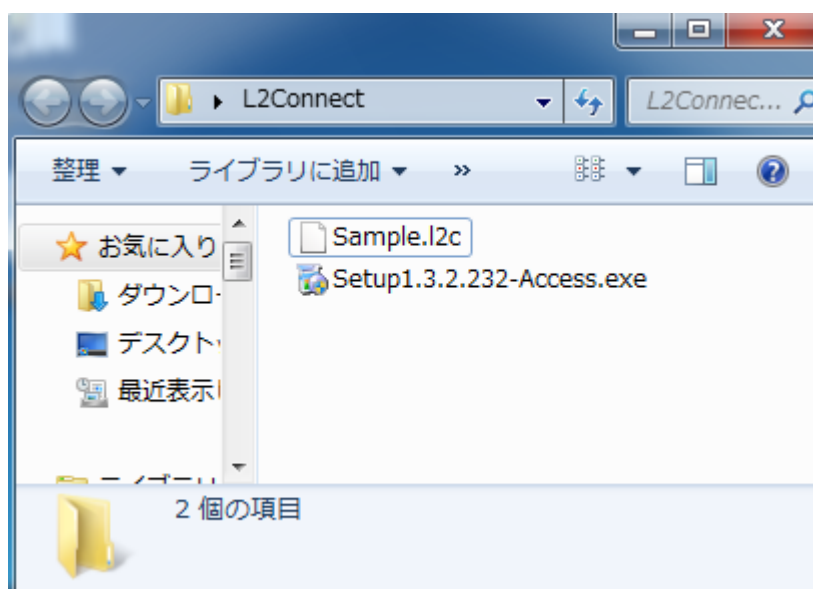 L2Connect
L2Connec...
整理
ライブラリに追加
»
お気に入り
ダウンロ
デスクト
最近表示
Sample.l2c
Setup1.3.2.232-Access.exe
2 個の項目